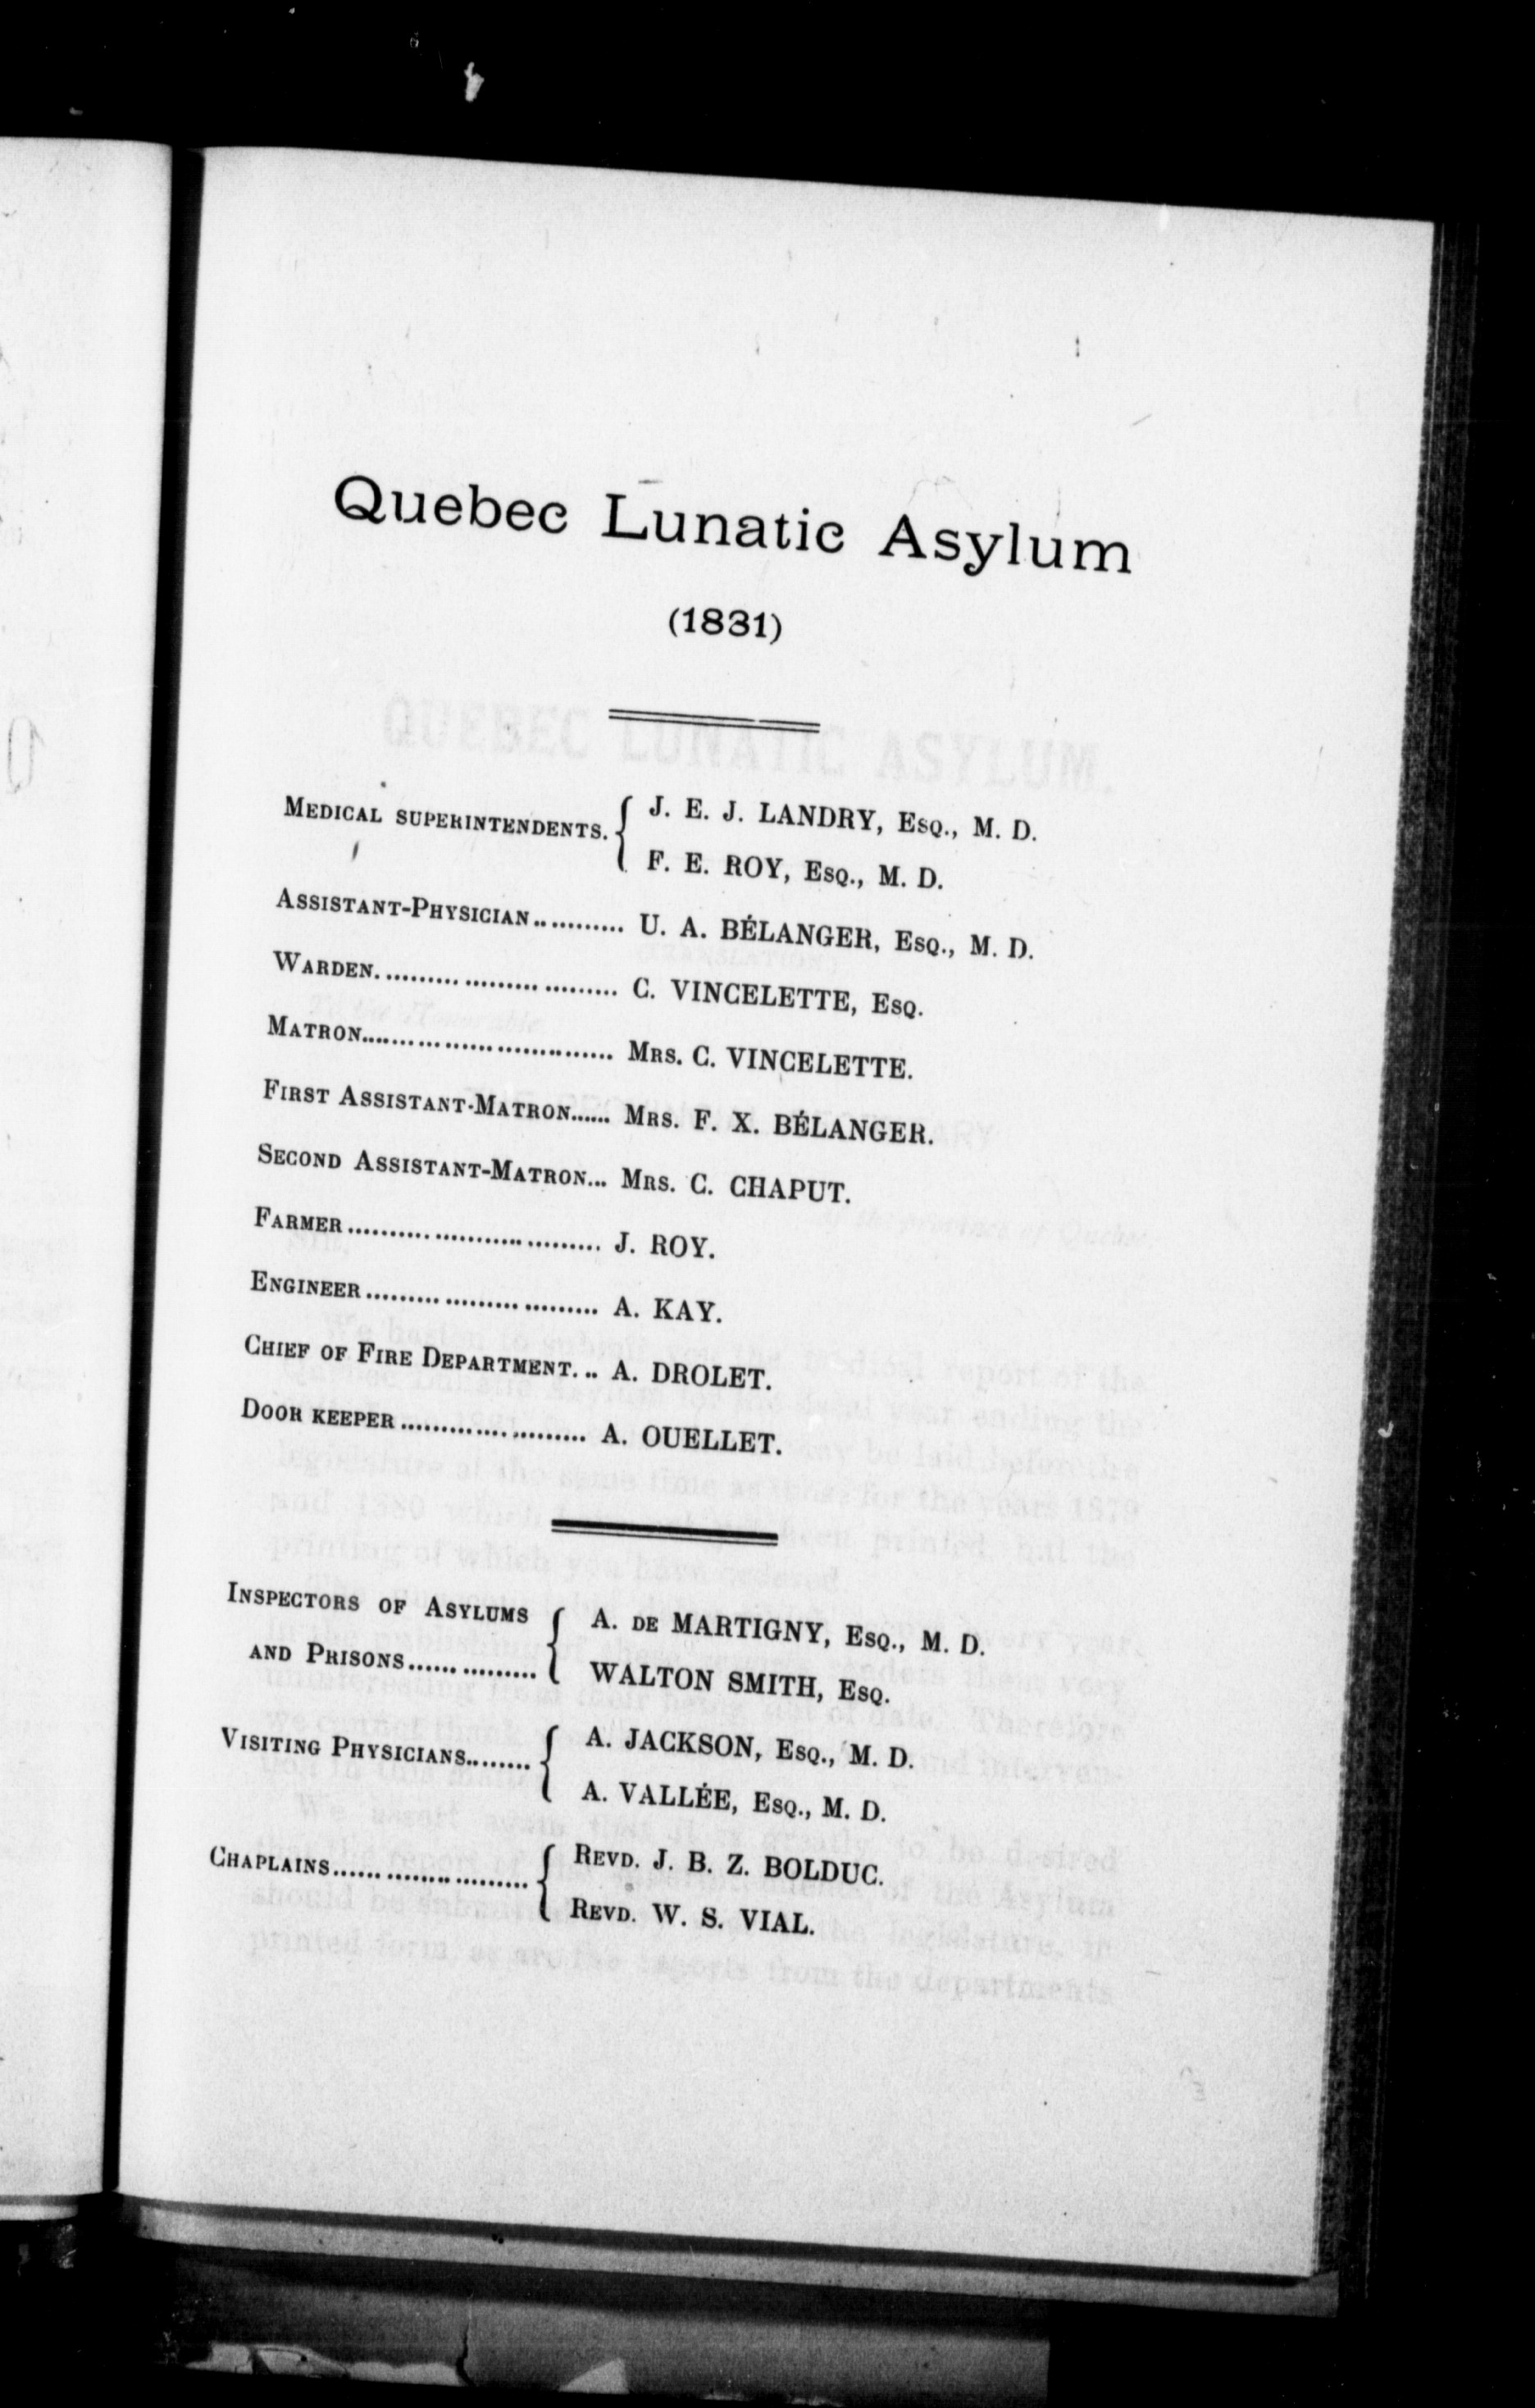 Quebec Lunatic Asylum
(1831)
QUEBEC LUNATIC ASYLUM.
MEDICAL SUPERINTENDENTS. { J. E. J. LANDRY, ESQ., M. D.
F. E. ROY, ESQ., M. D.
ASSISTANT-PHYSICIAN........... U. A. BÉLANGER, ESQ., M. D.
WARDEN............................ C. VINCELETTE, ESQ.
MATRON.............................. MRS. C. VINCELETTE.
FIRST ASSISTANT-MATRON...... MRS. F. X. BÉLANGER.
SECOND ASSISTANT-MATRON... MRS. C. CHAPUT.
FARMER.............................. J. ROY.
ENGINEER........................... A. KAY.
CHIEF OF FIRE DEPARTMENT... A. DROLET.
DOOR KEEPER...................... A. OUELLET.
INSPECTORS OF ASYLUMS { A. DE MARTIGNY, ESQ., M. D.
AND PRISONS............... WALTON SMITH, ESQ.
VISITING PHYSICIANS........ { A. JACKSON, ESQ., M. D.
A. VALLÉE, ESQ., M. D.
CHAPLAINS....................... { REVD. J. B. Z. BOLDUC.
REVD. W. S. VIAL.